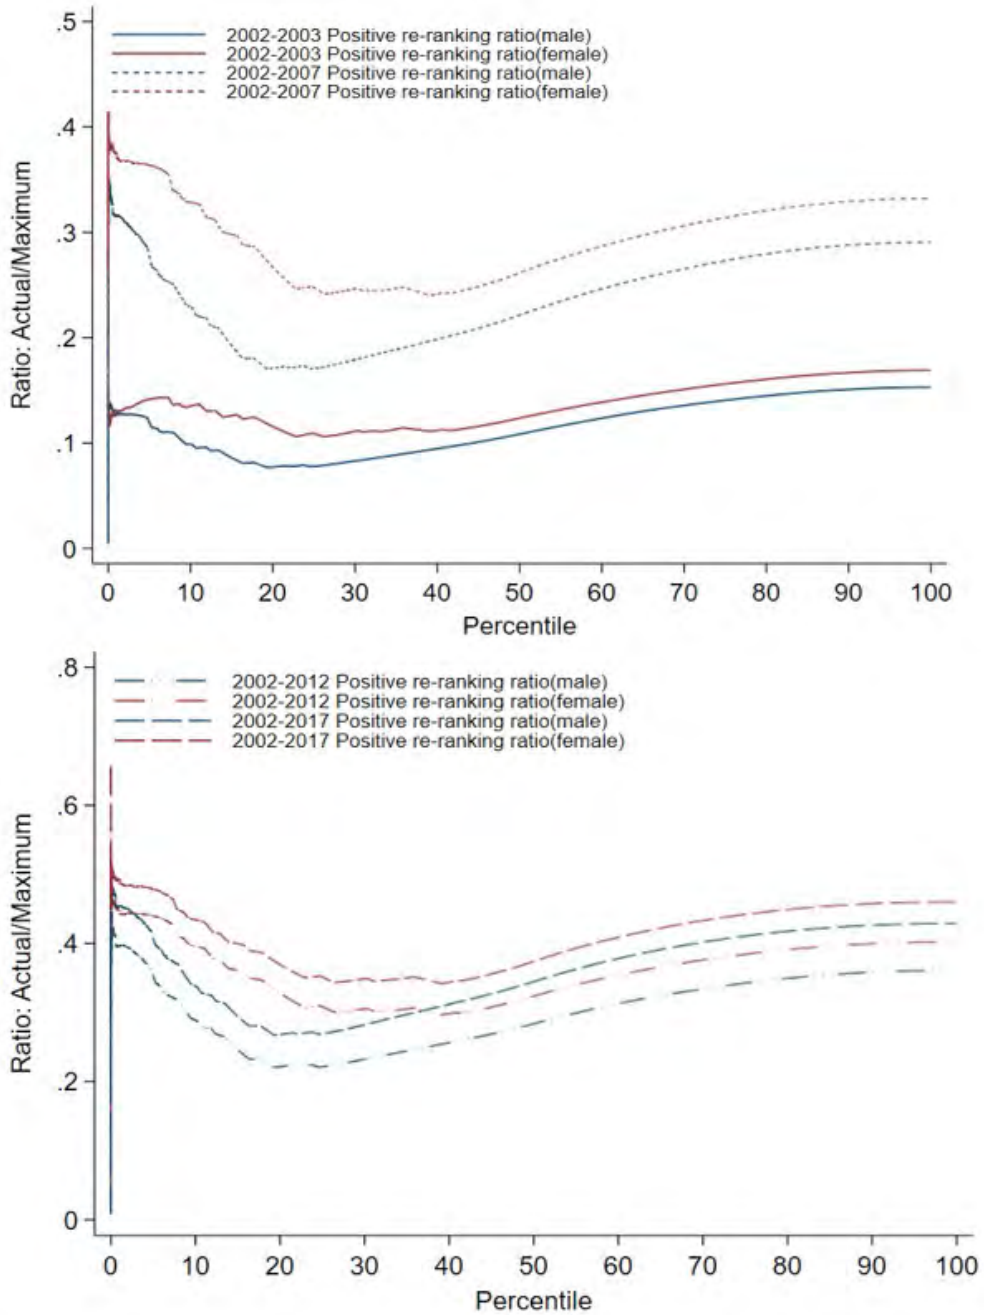 .5
2002-2003 Positive re-ranking ratio(male)
2002-2003 Positive re-ranking ratio(female)
2002-2007 Positive re-ranking ratio(male)
2002-2007 Positive re-ranking ratio(female)
.4
.3
.2
.1
0
Ratio: Actual/Maximum
0 10 20 30 40 50 60 70 80 90 100
Percentile
.8
2002-2012 Positive re-ranking ratio(male)
2002-2012 Positive re-ranking ratio(female)
2002-2017 Positive re-ranking ratio(male)
2002-2017 Positive re-ranking ratio(female)
.6
.4
.2
0
Ratio: Actual/Maximum
0 10 20 30 40 50 60 70 80 90 100
Percentile